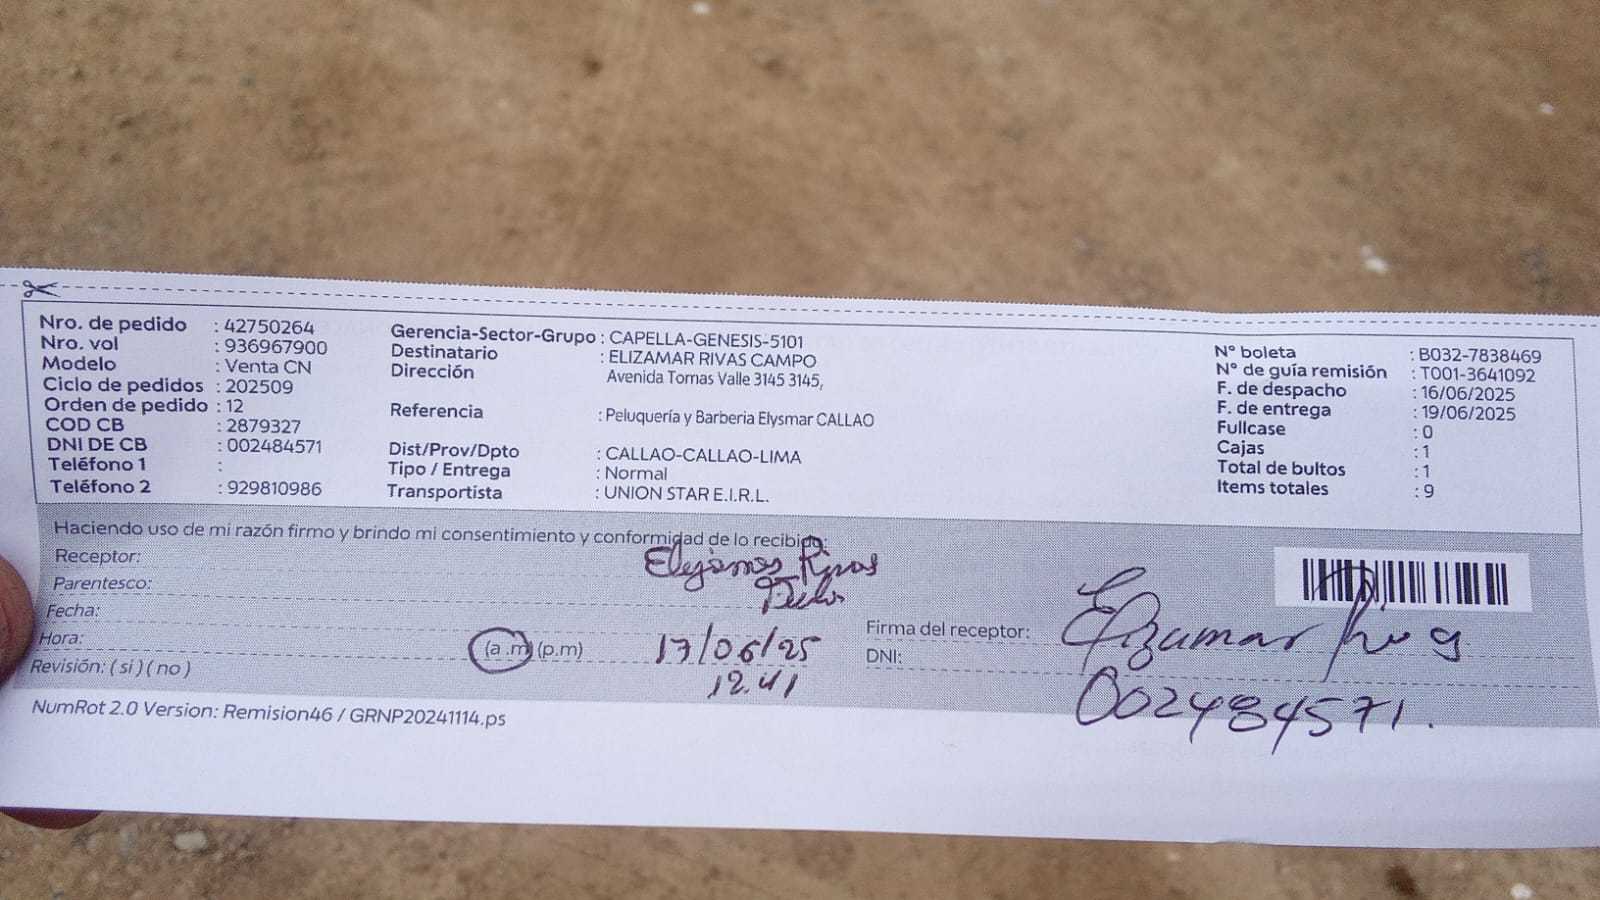 Nro. de pedido : 42750264
Nro. vol : 936967900
Modelo : Venta CN
Ciclo de pedidos : 202509
Orden de pedido : 12
COD CB : 2879327
DNI DE CB : 002484571
Teléfono 1 :
Teléfono 2 : 929810986
Gerencia-Sector-Grupo : CAPELLA-GENESIS-5101
Destinatario : ELIZAMAR RIVAS CAMPO
Dirección Avenida Tomas Valle 3145 3145,
Referencia : Peluquería y Barberia Elysmar CALLAO
Dist/Prov/Dpto : CALLAO-CALLAO-LIMA
Tipo / Entrega : Normal
Transportista : UNION STAR E.I.R.L.
N° boleta : B032-7838469
N° de guía remisión : T001-3641092
F. de despacho : 16/06/2025
F. de entrega : 19/06/2025
Fullcase : 0
Cajas : 1
Total de bultos : 1
Items totales : 9
Haciendo uso de mi razón firmo y brindo mi consentimiento y conformidad de lo recibido:
Receptor: Rivas
Parentesco:
Fecha: 17/06/25
Hora: (a .m) (p.m) 12.41
Revisión: ( si ) ( no )
Firma del receptor: Elizamar
DNI: 002484571.
NumRot 2.0 Version: Remision46 / GRNP20241114.ps